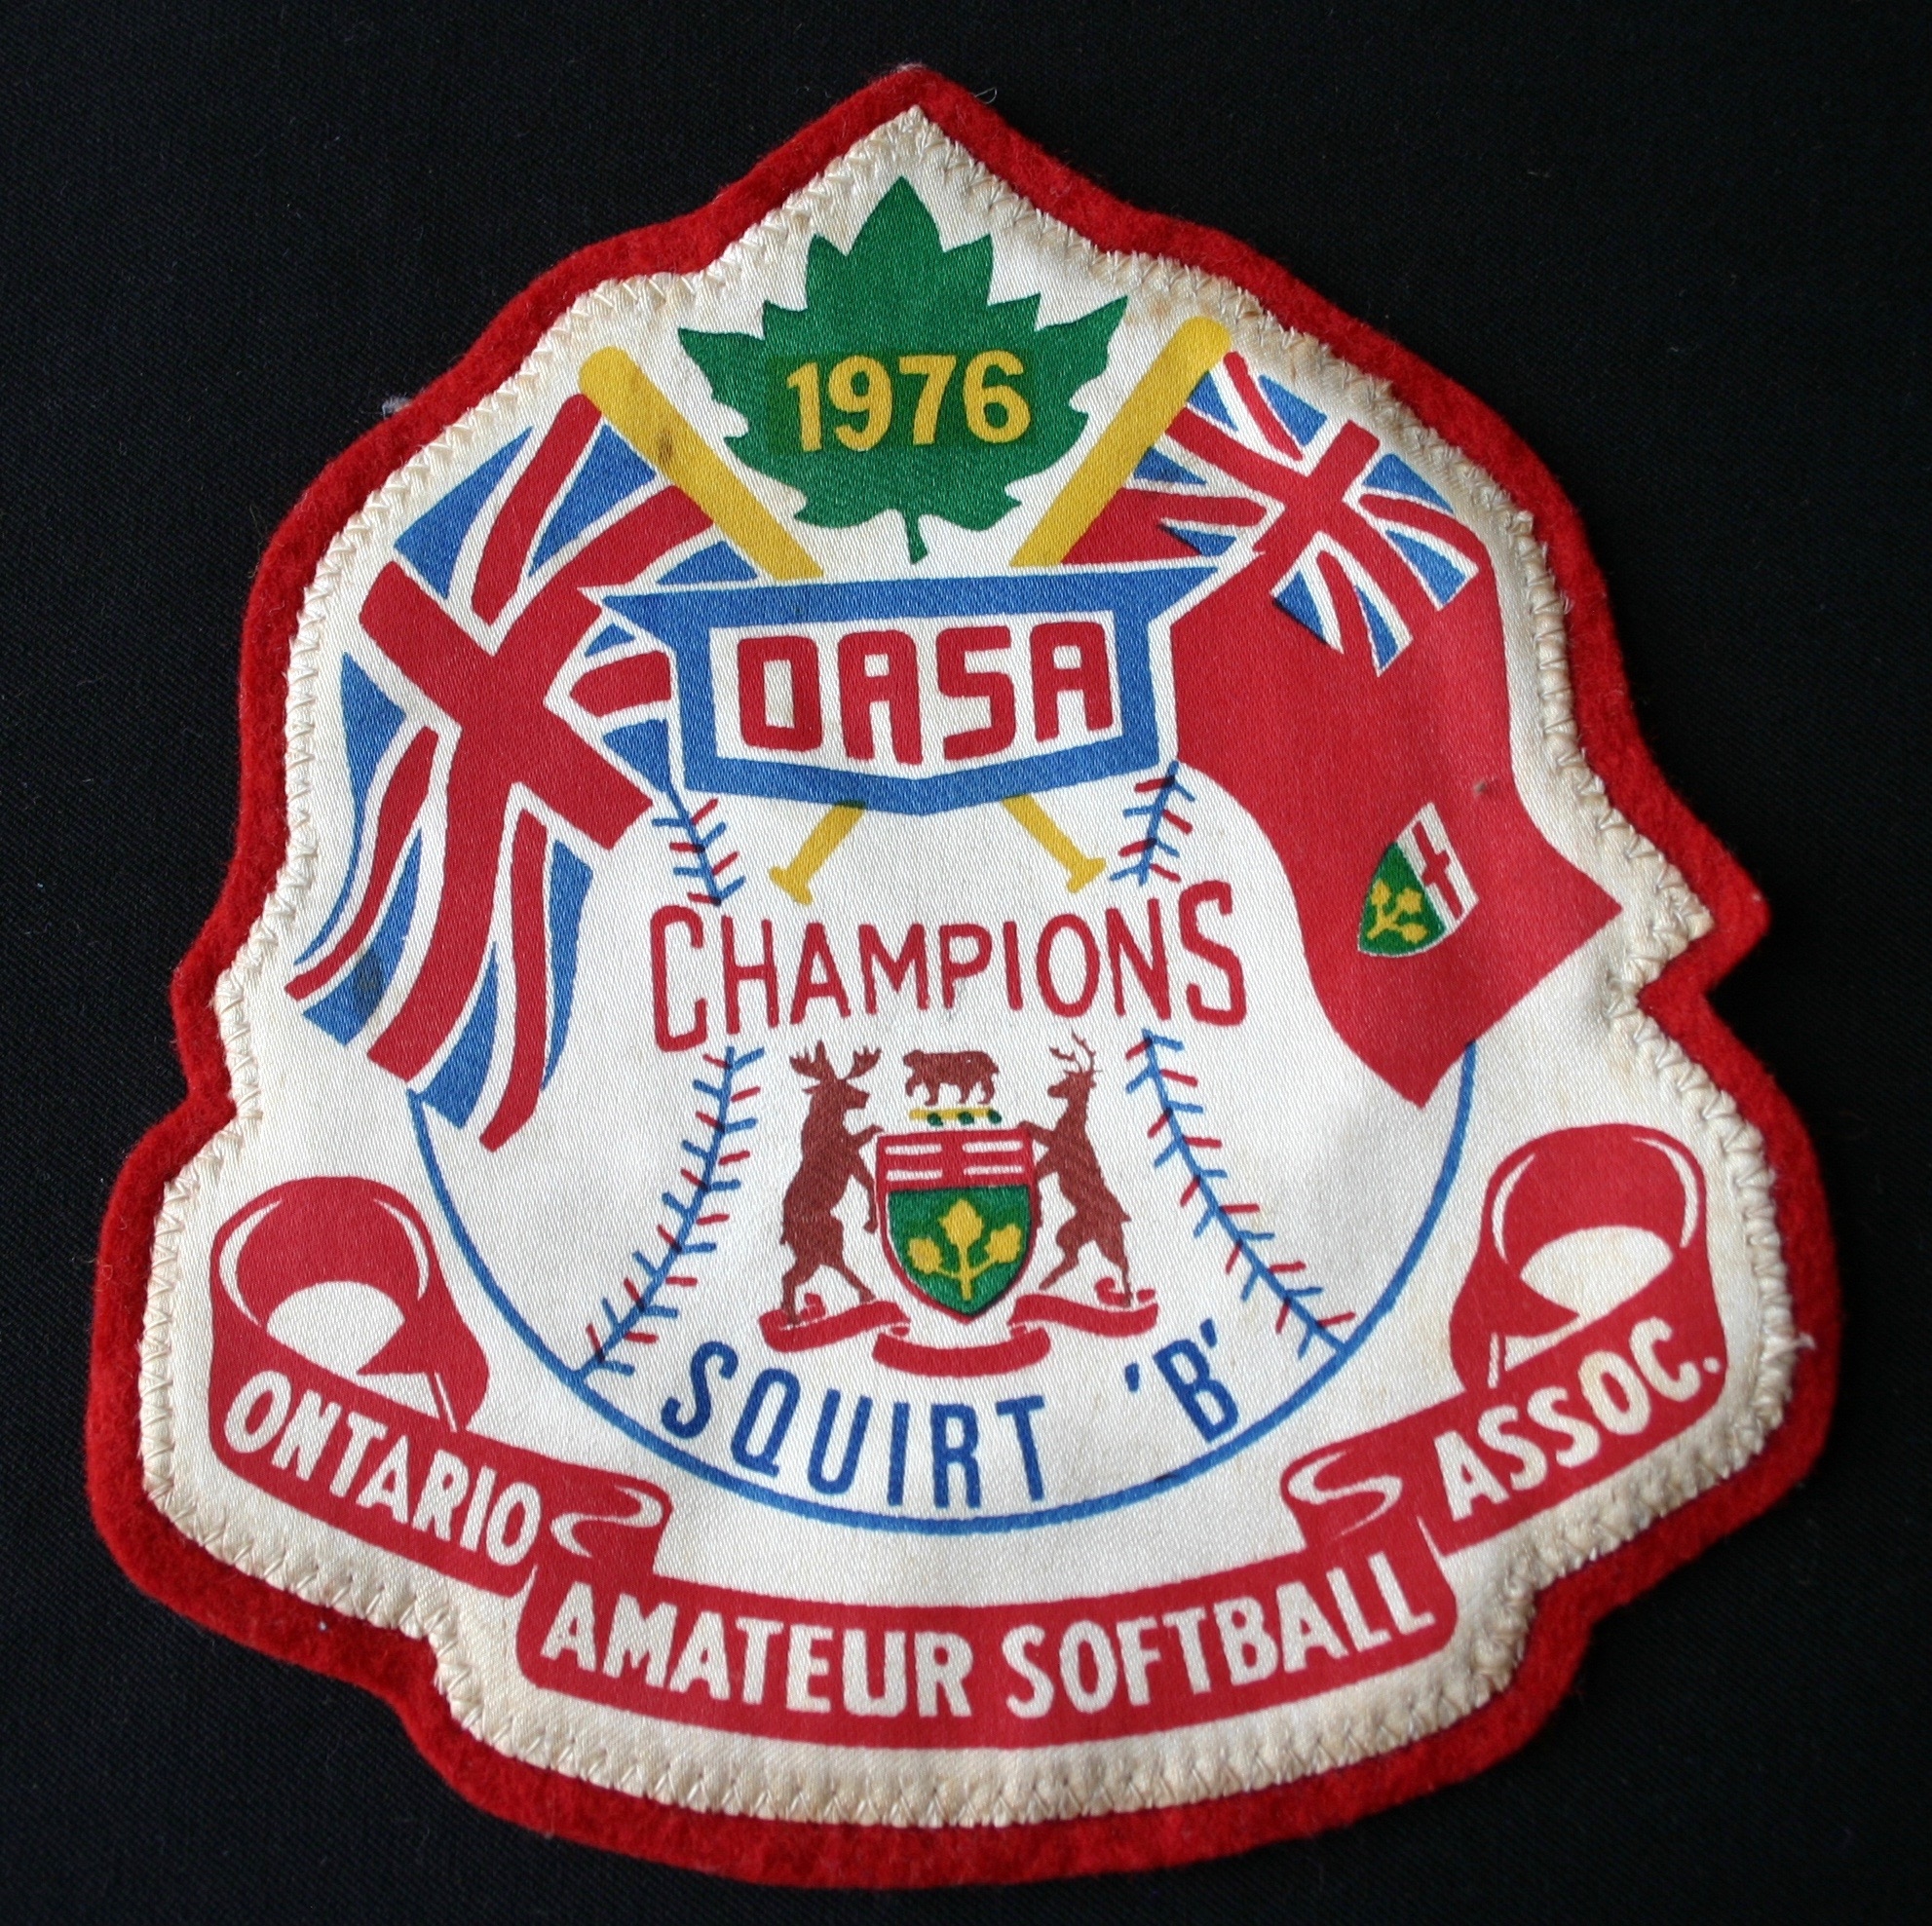 1976
OASA
CHAMPIONS
SQUIRT 'B'
ONTARIO AMATEUR SOFTBALL ASSOC.